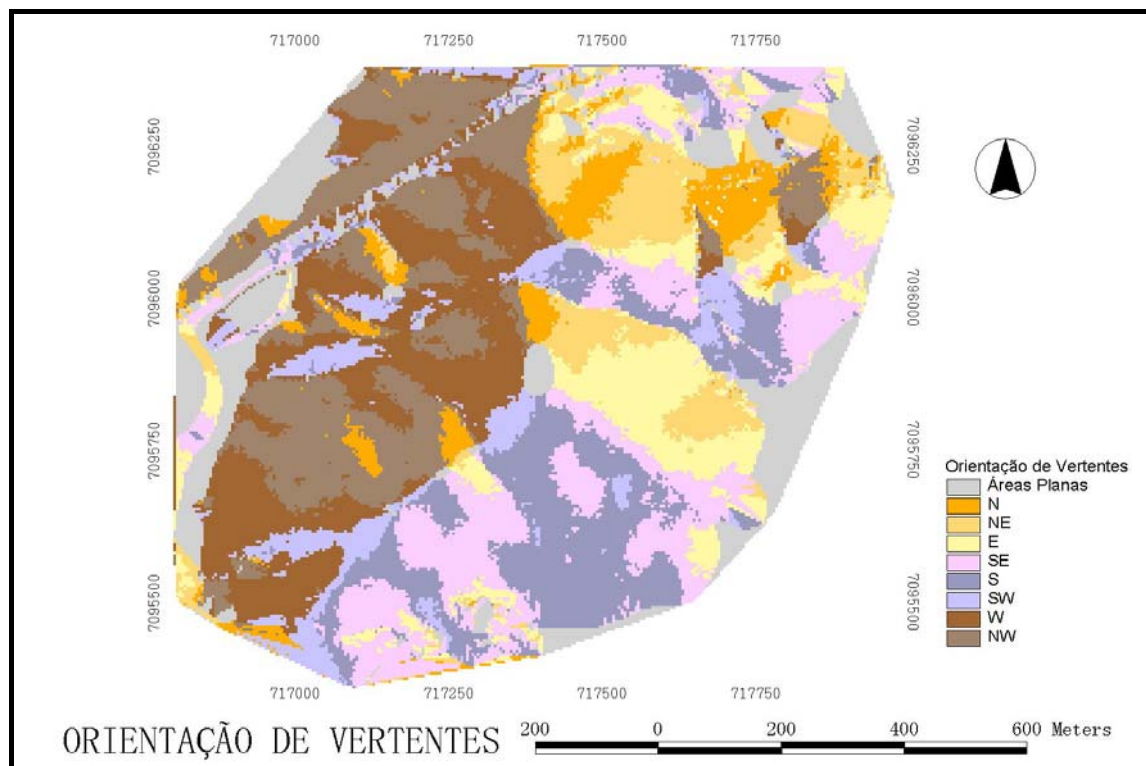 717000 717250 717500 717750
7096250 7096250
7096000 7096000
7095750 7095750
7095500 7095500
Orientação de Vertentes
Áreas Planas
N
NE
E
SE
S
SW
W
NW
717000 717250 717500 717750
ORIENTAÇÃO DE VERTENTES
200 0 200 400 600 Meters